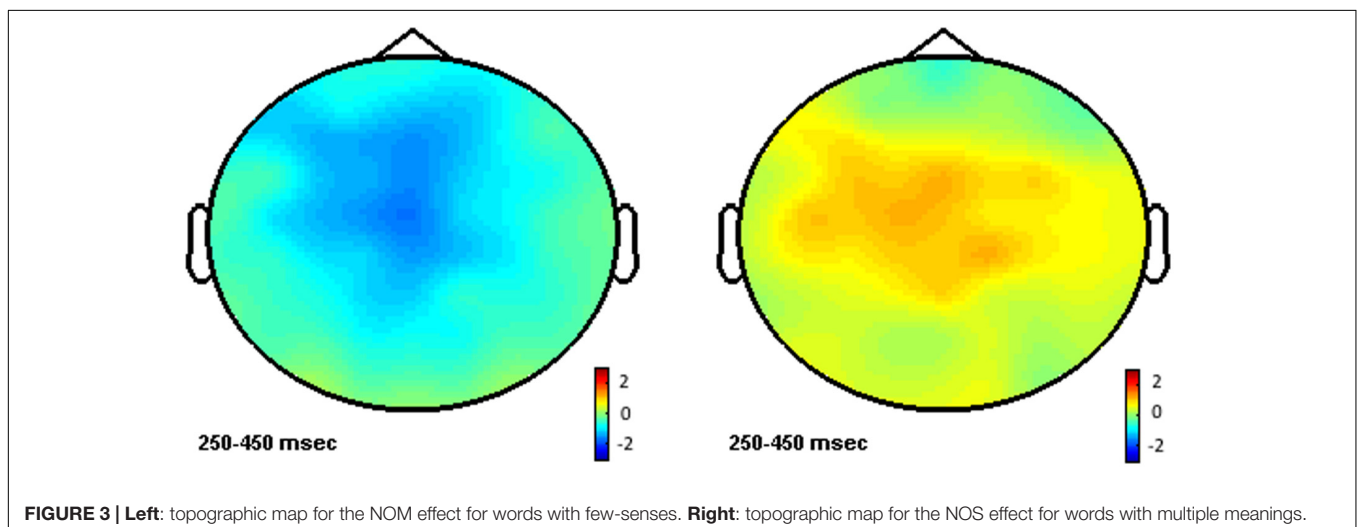 2
0
-2
250-450 msec
2
0
-2
250-450 msec
FIGURE 3 | Left: topographic map for the NOM effect for words with few-senses. Right: topographic map for the NOS effect for words with multiple meanings.